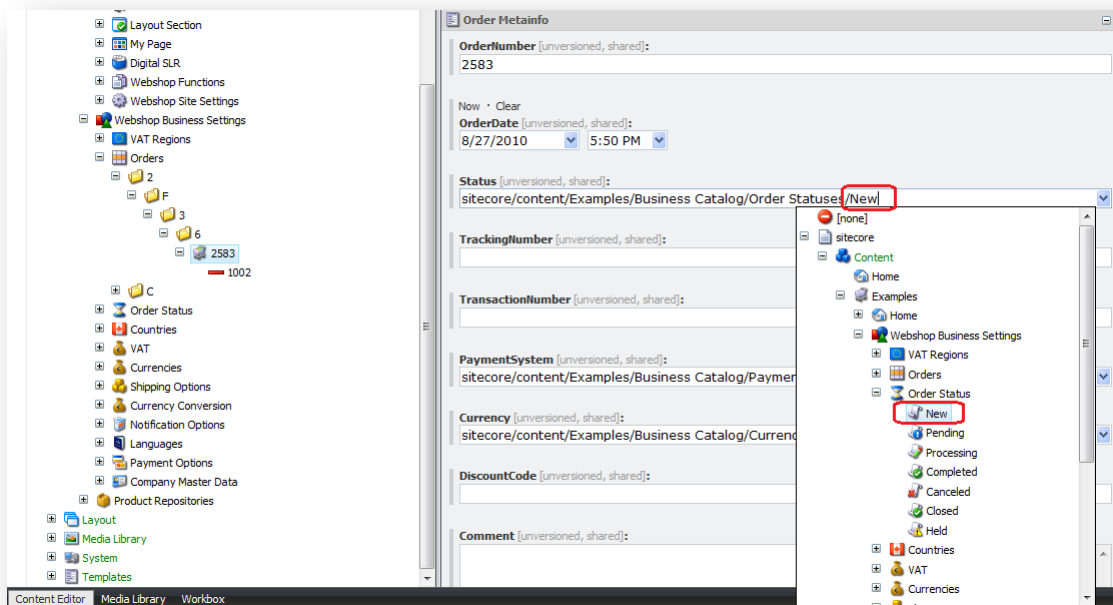 Layout Section
My Page
Digital SLR
Webshop Functions
Webshop Site Settings
Webshop Business Settings
VAT Regions
Orders
2
F
3
6
2583
1002
C
Order Status
Countries
VAT
Currencies
Shipping Options
Currency Conversion
Notification Options
Languages
Payment Options
Company Master Data
Product Repositories
Layout
Media Library
System
Templates
Content Editor Media Library Workbox
Order Metainfo
OrderNumber [unversioned, shared]:
2583
Now · Clear
OrderDate [unversioned, shared]:
8/27/2010 5:50 PM
Status [unversioned, shared]:
sitecore/content/Examples/Business Catalog/Order Statuses/New
TrackingNumber [unversioned, shared]:
TransactionNumber [unversioned, shared]:
PaymentSystem [unversioned, shared]:
sitecore/content/Examples/Business Catalog/Paymen
Currency [unversioned, shared]:
sitecore/content/Examples/Business Catalog/Currenc
DiscountCode [unversioned, shared]:
Comment [unversioned, shared]:
[none]
sitecore
Content
Home
Examples
Home
Webshop Business Settings
VAT Regions
Orders
Order Status
New
Pending
Processing
Completed
Canceled
Closed
Held
Countries
VAT
Currencies